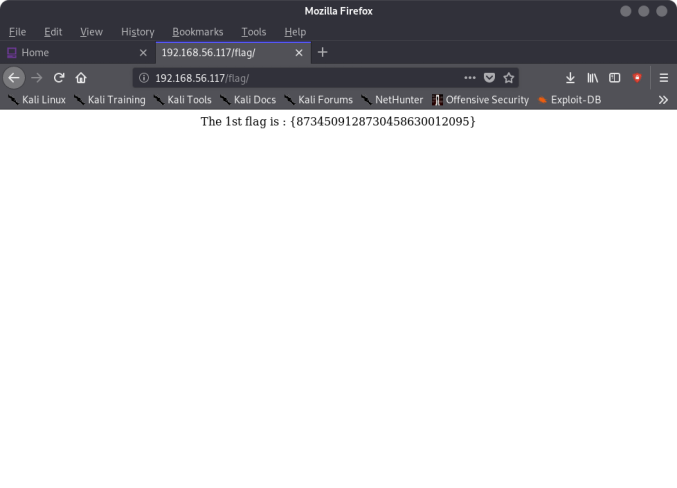 Mozilla Firefox
File Edit View History Bookmarks Tools Help
Home 192.168.56.117/flag/
192.168.56.117/flag/
Kali Linux Kali Training Kali Tools Kali Docs Kali Forums NetHunter Offensive Security Exploit-DB
The 1st flag is : {8734509128730458630012095}